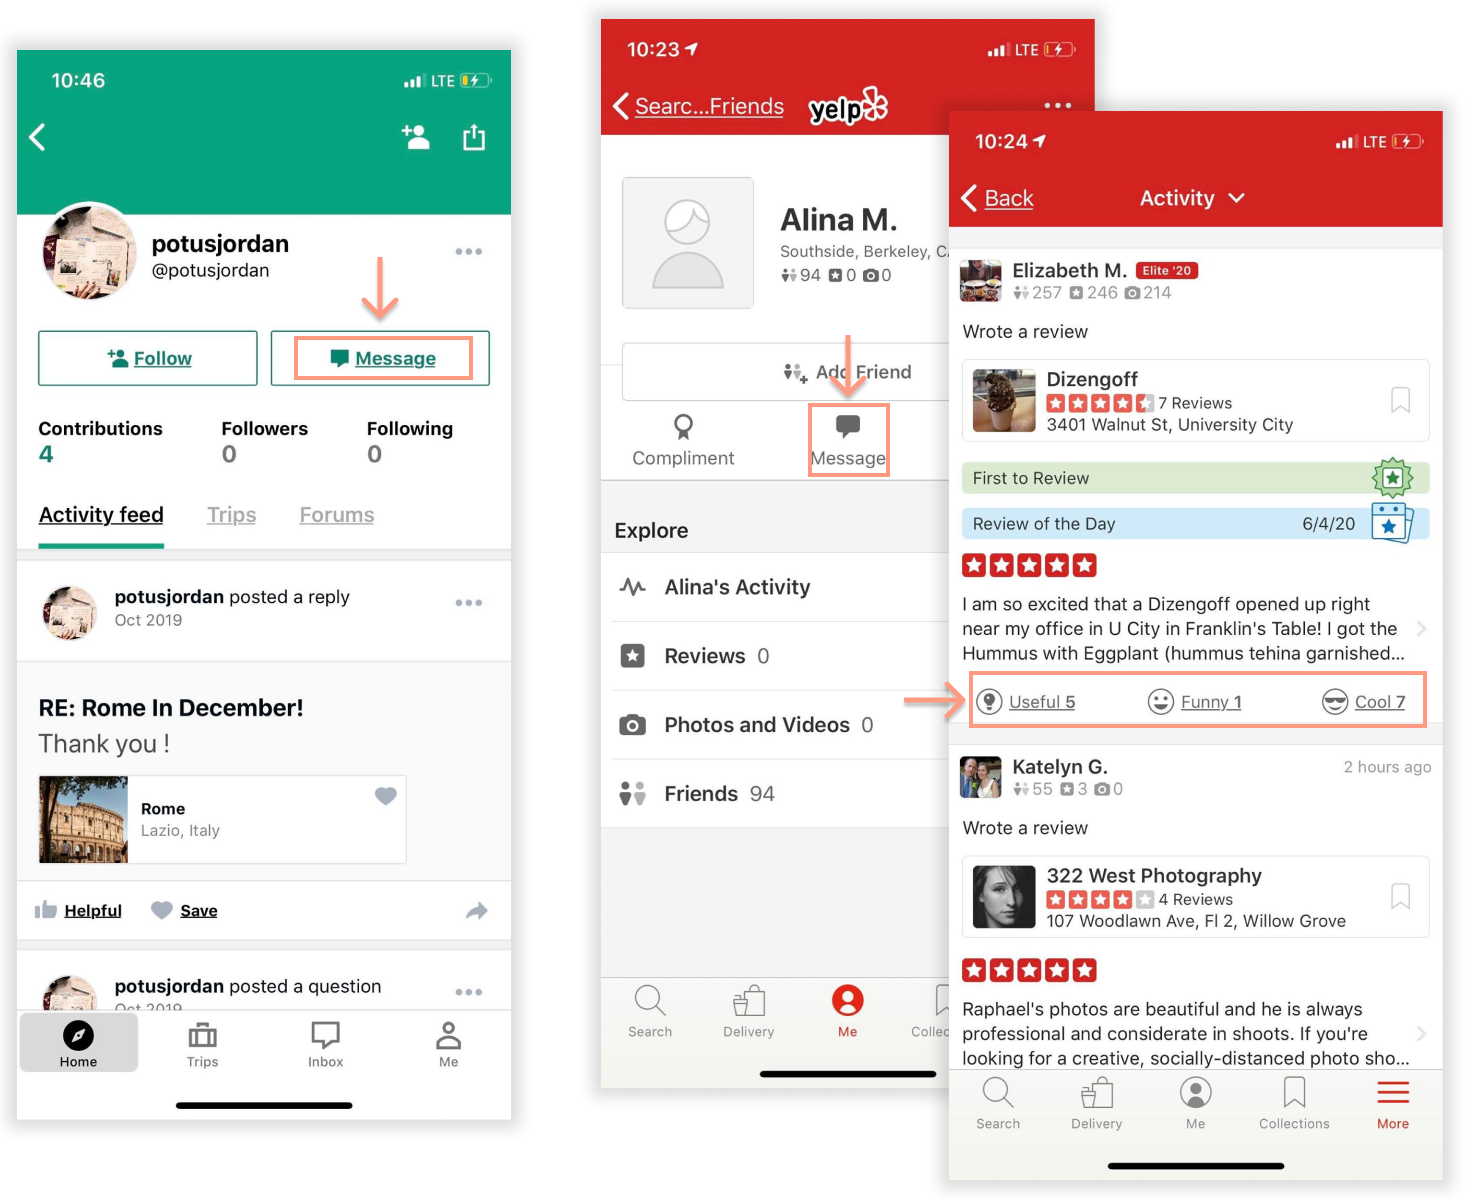 10:46
LTE
potusjordan
@potusjordan
Follow
Message
Contributions
Followers
Following
4
0
0
Activity feed
Trips
Forums
potusjordan posted a reply
Oct 2019
RE: Rome In December!
Thank you !
Rome
Lazio, Italy
Helpful
Save
potusjordan posted a question
Oct 2019
Home
Trips
Inbox
Me
10:23
LTE
Searc...Friends
yelp
Alina M.
Southside, Berkeley, CA
94 0 0
Add Friend
Compliment
Message
Explore
Alina's Activity
Reviews 0
Photos and Videos 0
Friends 94
Search
Delivery
Me
Collec
10:24
LTE
Back
Activity
Elizabeth M. Elite '20
257 246 214
Wrote a review
Dizengoff
7 Reviews
3401 Walnut St, University City
First to Review
Review of the Day 6/4/20
I am so excited that a Dizengoff opened up right
near my office in U City in Franklin's Table! I got the
Hummus with Eggplant (hummus tehina garnished...
Useful 5
Funny 1
Cool 7
Katelyn G.
2 hours ago
55 3 0
Wrote a review
322 West Photography
4 Reviews
107 Woodlawn Ave, Fl 2, Willow Grove
Raphael's photos are beautiful and he is always
professional and considerate in shoots. If you're
looking for a creative, socially-distanced photo sho...
Search
Delivery
Me
Collections
More